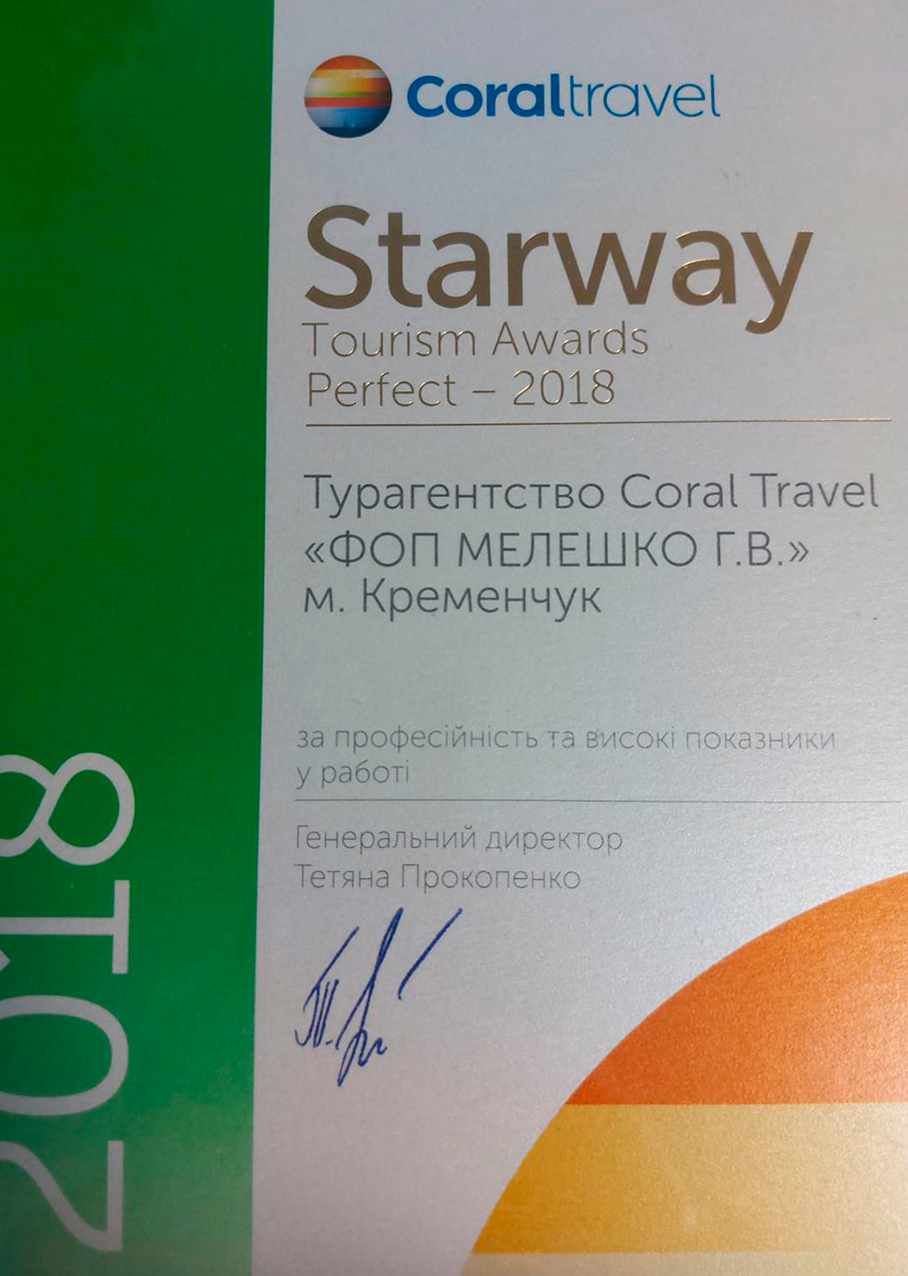 Coraltravel
Starway
Tourism Awards
Perfect – 2018
Турагентство Coral Travel
«ФОП МЕЛЕШКО Г.В.»
м. Кременчук
за професійність та високі показники
у работі
Генеральний директор
Тетяна Прокопенко
2018